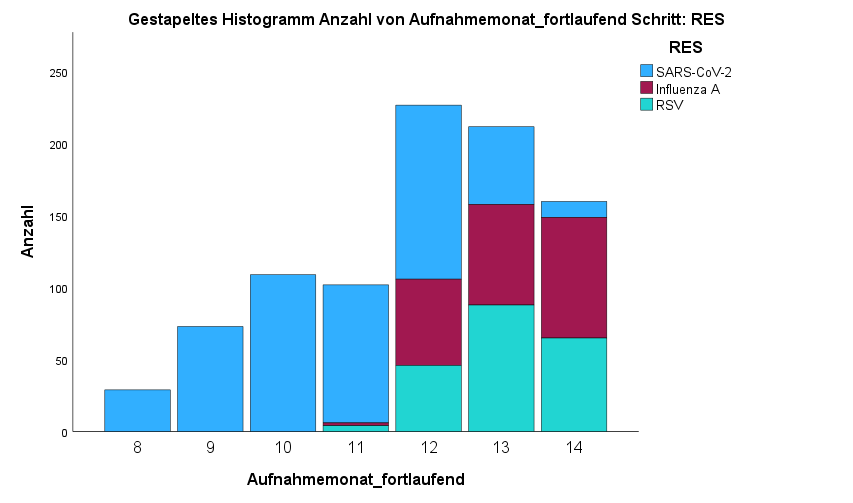 Gestapeltes Histogramm Anzahl von Aufnahmemonat_fortlaufend Schritt: RES
RES
SARS-CoV-2
Influenza A
RSV
Anzahl
250
200
150
100
50
0
8 9 10 11 12 13 14
Aufnahmemonat_fortlaufend